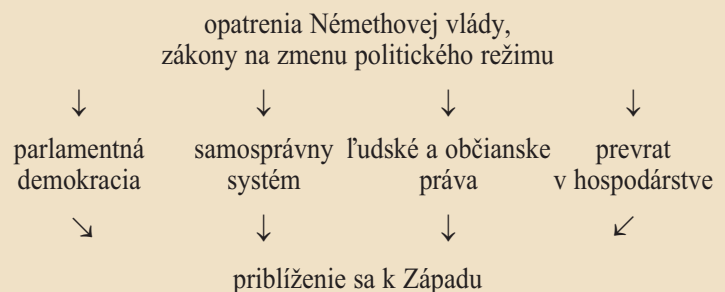 opatrenia Némethovej vlády,
zákony na zmenu politického režimu
↓ ↓ ↓ ↓
parlamentná samosprávny ľudské a občianske prevrat
demokracia systém práva v hospodárstve
↘ ↓ ↓ ↙
priblíženie sa k Západu